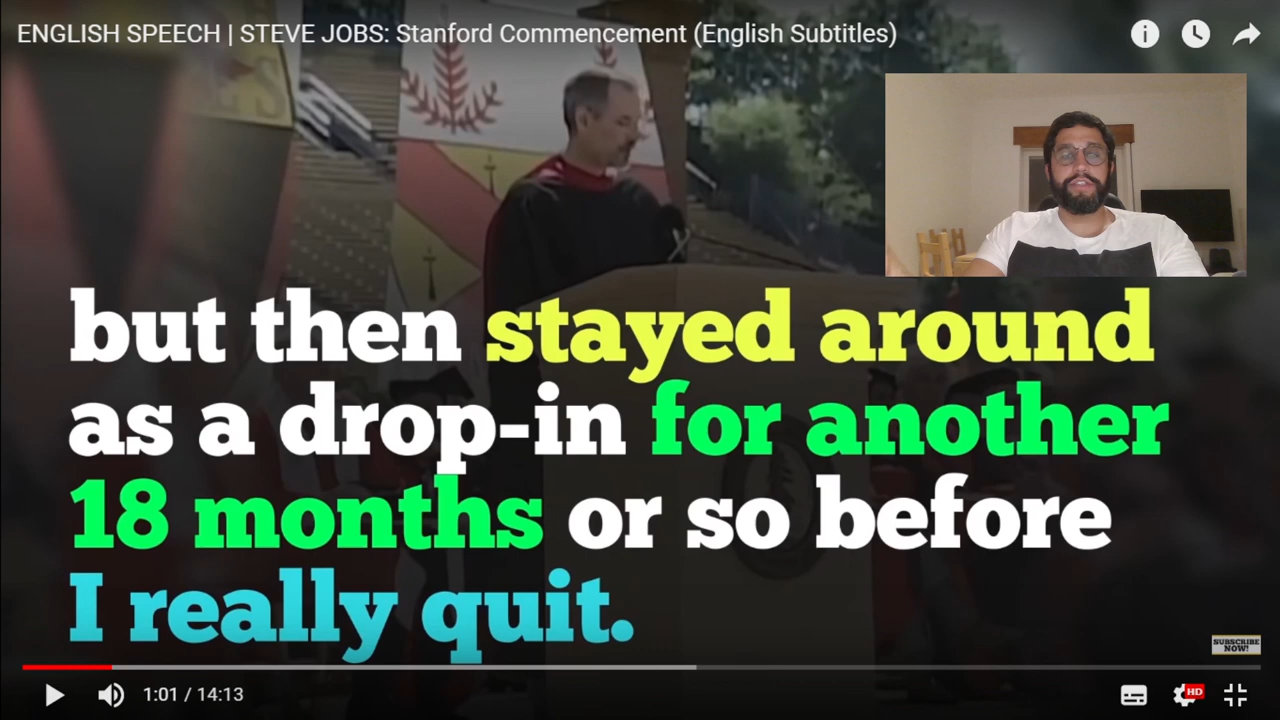 ENGLISH SPEECH | STEVE JOBS: Stanford Commencement (English Subtitles)
but then stayed around
as a drop-in for another
18 months or so before
I really quit.
SUBSCRIBE
NOW!
1:01 / 14:13
HD